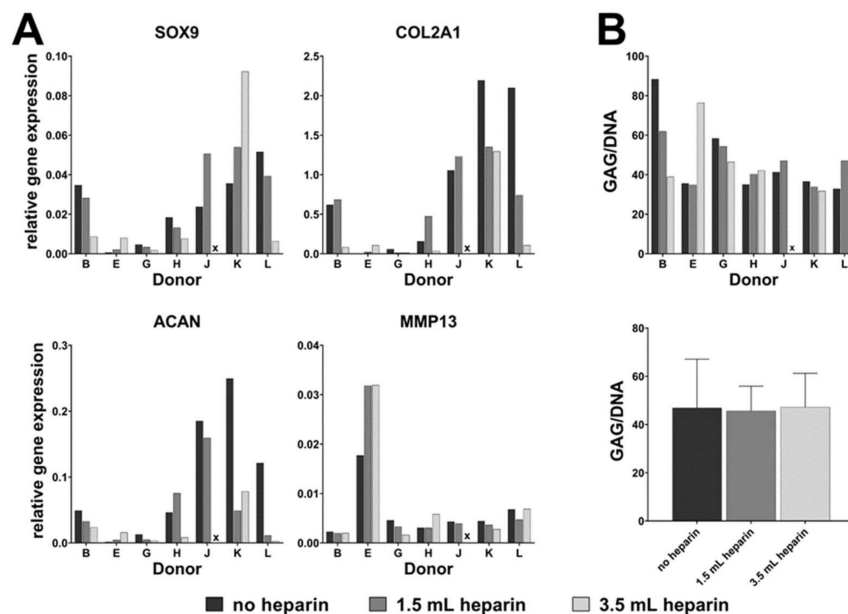 A
B
SOX9
COL2A1
relative gene expression
0.10
0.08
0.06
0.04
0.02
0.00
B E G H J K L
x
Donor
2.5
2.0
1.5
1.0
0.5
0.0
B E G H J K L
x
Donor
GAG/DNA
100
80
60
40
20
0
B E G H J K L
x
Donor
ACAN
MMP13
relative gene expression
0.3
0.2
0.1
0.0
B E G H J K L
x
Donor
0.04
0.03
0.02
0.01
0.00
B E G H J K L
x
Donor
GAG/DNA
80
60
40
20
0
no heparin
1.5 mL heparin
3.5 mL heparin
no heparin 1.5 mL heparin 3.5 mL heparin